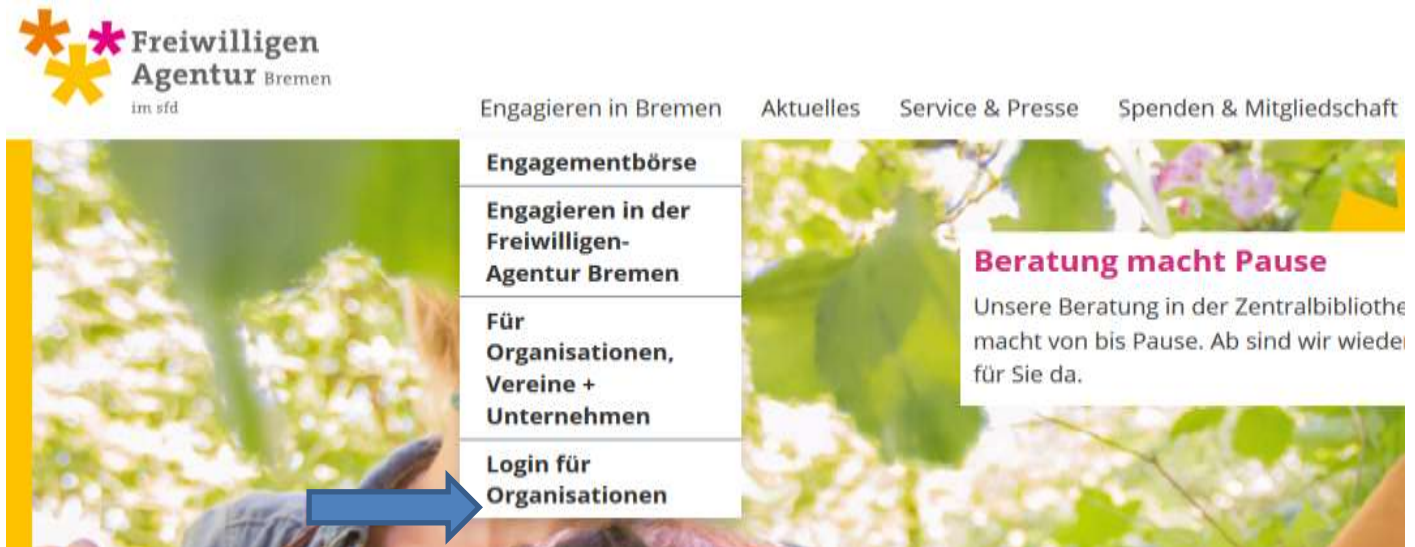 Freiwilligen
Agentur Bremen
im sfd
Engagieren in Bremen Aktuelles Service & Presse Spenden & Mitgliedschaft
Engagementbörse
Engagieren in der
Freiwilligen-
Agentur Bremen
Für
Organisationen,
Vereine +
Unternehmen
Login für
Organisationen
Beratung macht Pause
Unsere Beratung in der Zentralbibliothe
macht von bis Pause. Ab sind wir wieder
für Sie da.